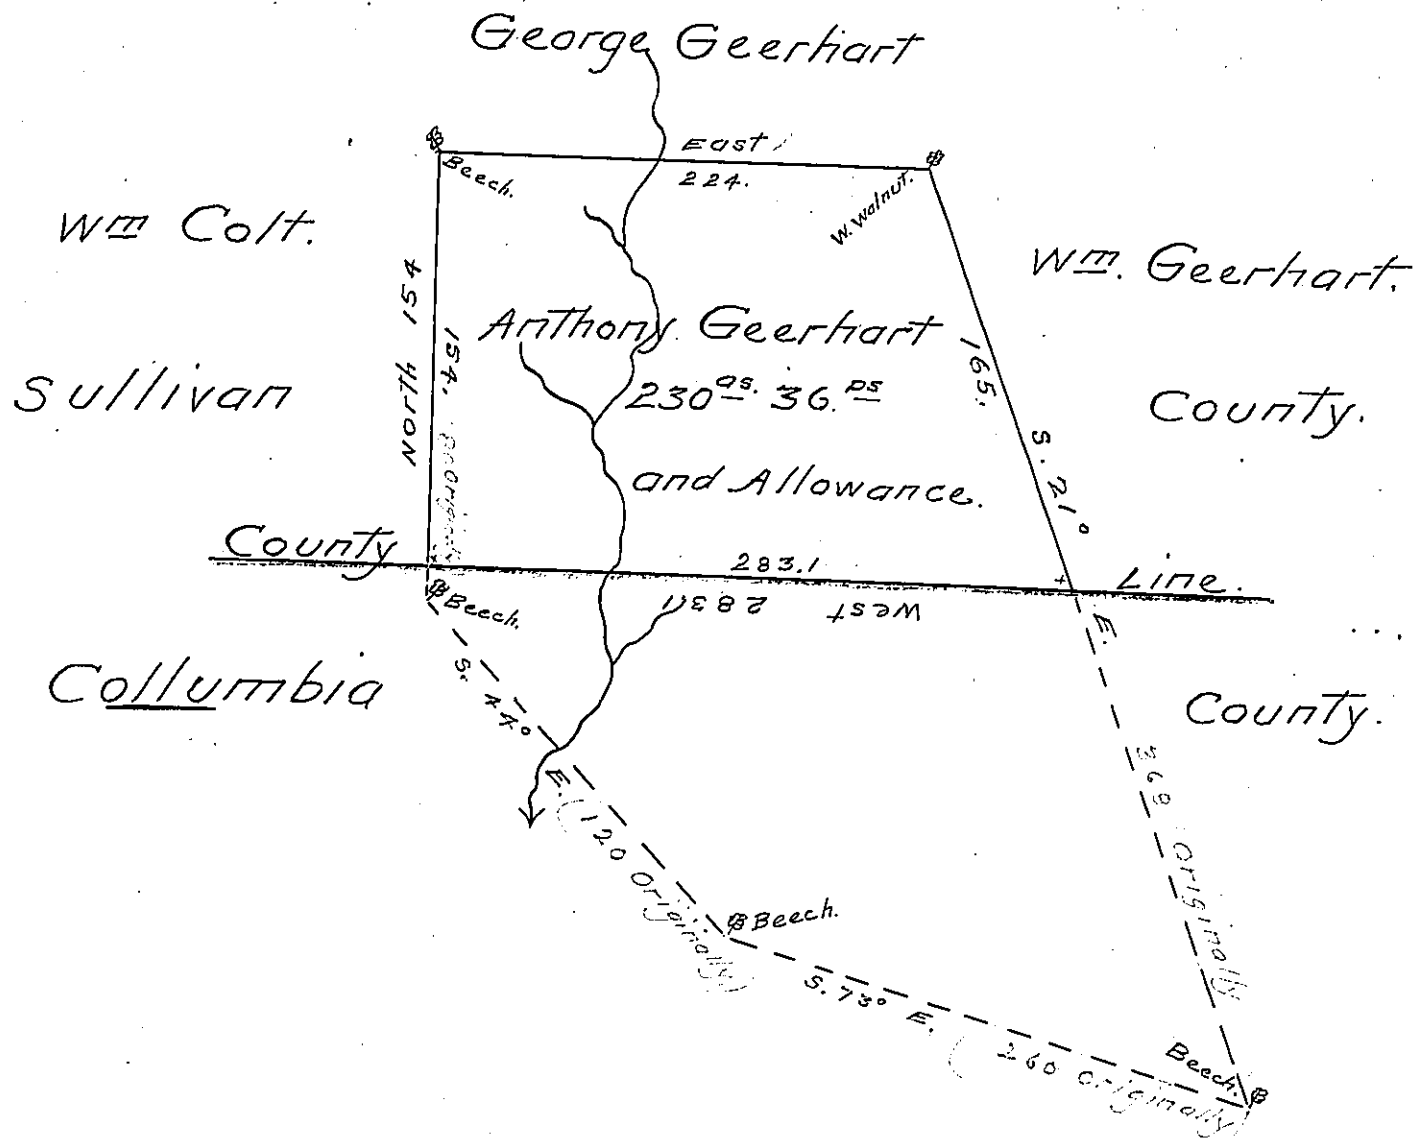 George Geerhart
East
224.
Beech.
W. Walnut.
Wm Colt.
Wm. Geerhart.
North 154
154.
Anthony Geerhart
165.
Sullivan
230as. 36.ps
County.
and Allowance.
S. 21° E.
County Line.
283.1
West 283.1
Beech.
Collumbia
County.
S. 44° E. (120 Originally)
368 Originally
Beech.
S. 73° E. (260 Originally)
Beech.